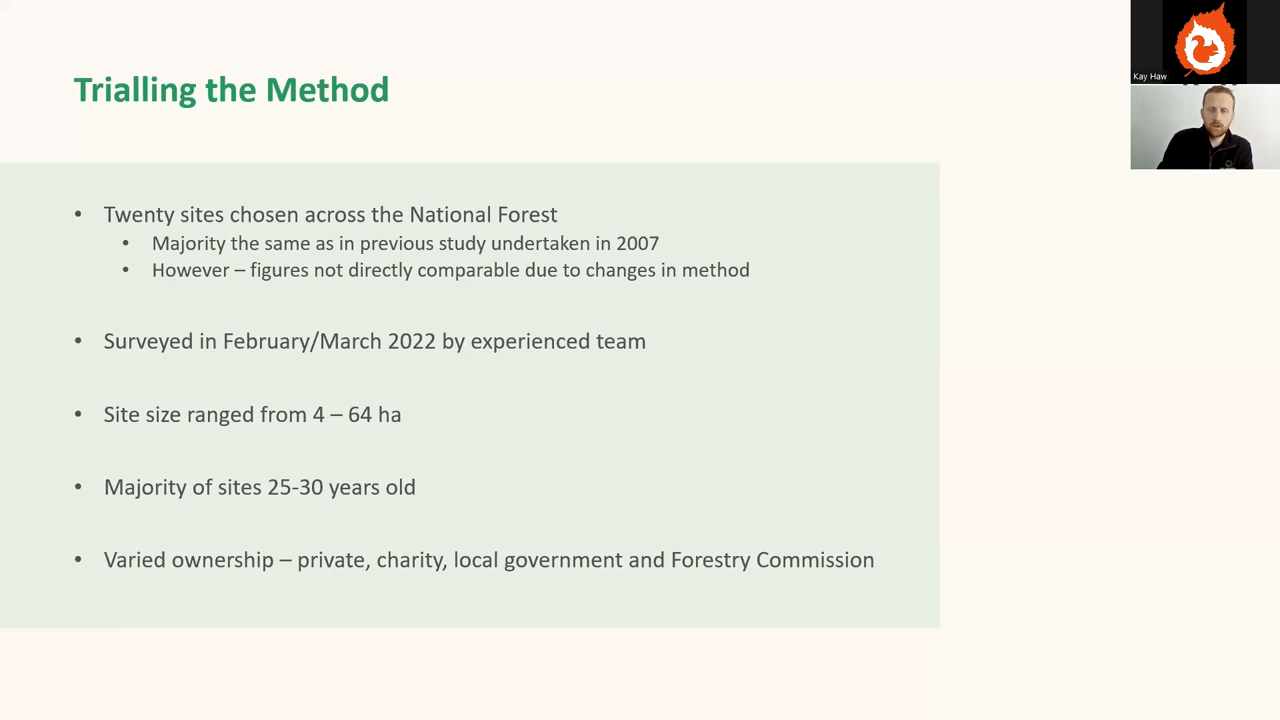 Trialling the Method
Kay Haw
• Twenty sites chosen across the National Forest
• Majority the same as in previous study undertaken in 2007
• However – figures not directly comparable due to changes in method
• Surveyed in February/March 2022 by experienced team
• Site size ranged from 4 – 64 ha
• Majority of sites 25-30 years old
• Varied ownership – private, charity, local government and Forestry Commission